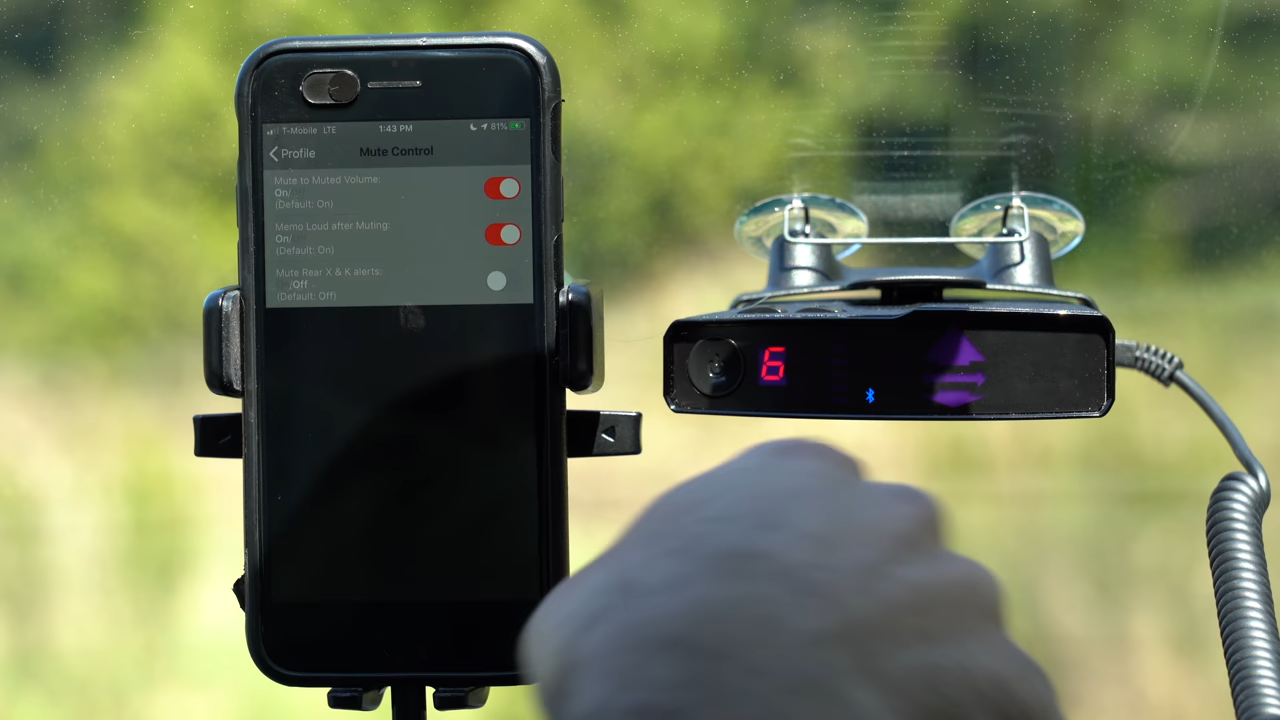 T-Mobile LTE 1:43 PM 81%
Profile Mute Control
Mute to Muted Volume:
On/
(Default: On)
Memo Loud after Muting:
On/
(Default: On)
Mute Rear X & K alerts:
/Off
(Default: Off)
6